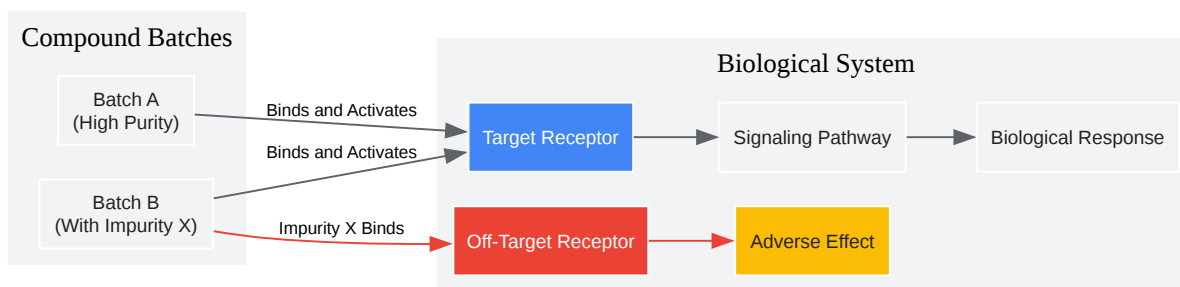 Compound Batches
Batch A
(High Purity)
Batch B
(With Impurity X)
Binds and Activates
Binds and Activates
Impurity X Binds
Biological System
Target Receptor
Signaling Pathway
Biological Response
Off-Target Receptor
Adverse Effect